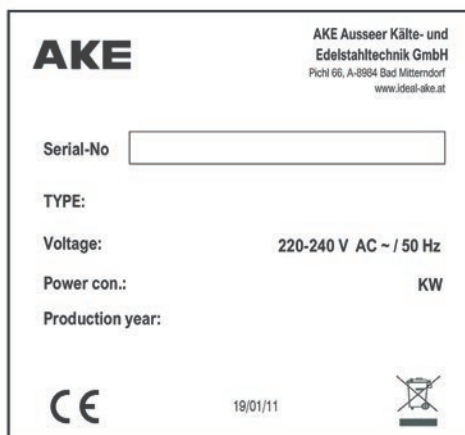 AKE
AKE Ausseer Kälte- und
Edelstahltechnik GmbH
Pichl 66, A-8984 Bad Mitterndorf
www.ideal-ake.at
Serial-No
TYPE:
Voltage: 220-240 V AC ~ / 50 Hz
Power con.: KW
Production year:
CE 19/01/11